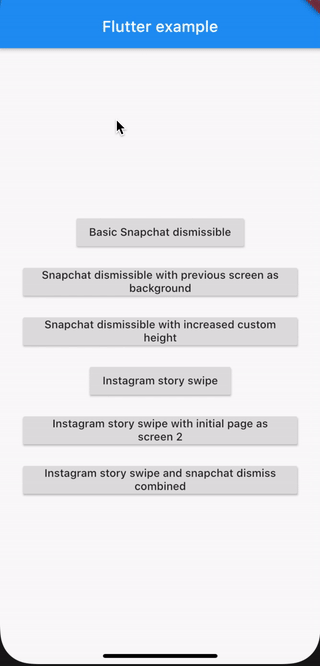 Flutter example
Basic Snapchat dismissible
Snapchat dismissible with previous screen as
background
Snapchat dismissible with increased custom
height
Instagram story swipe
Instagram story swipe with initial page as
screen 2
Instagram story swipe and snapchat dismiss
combined